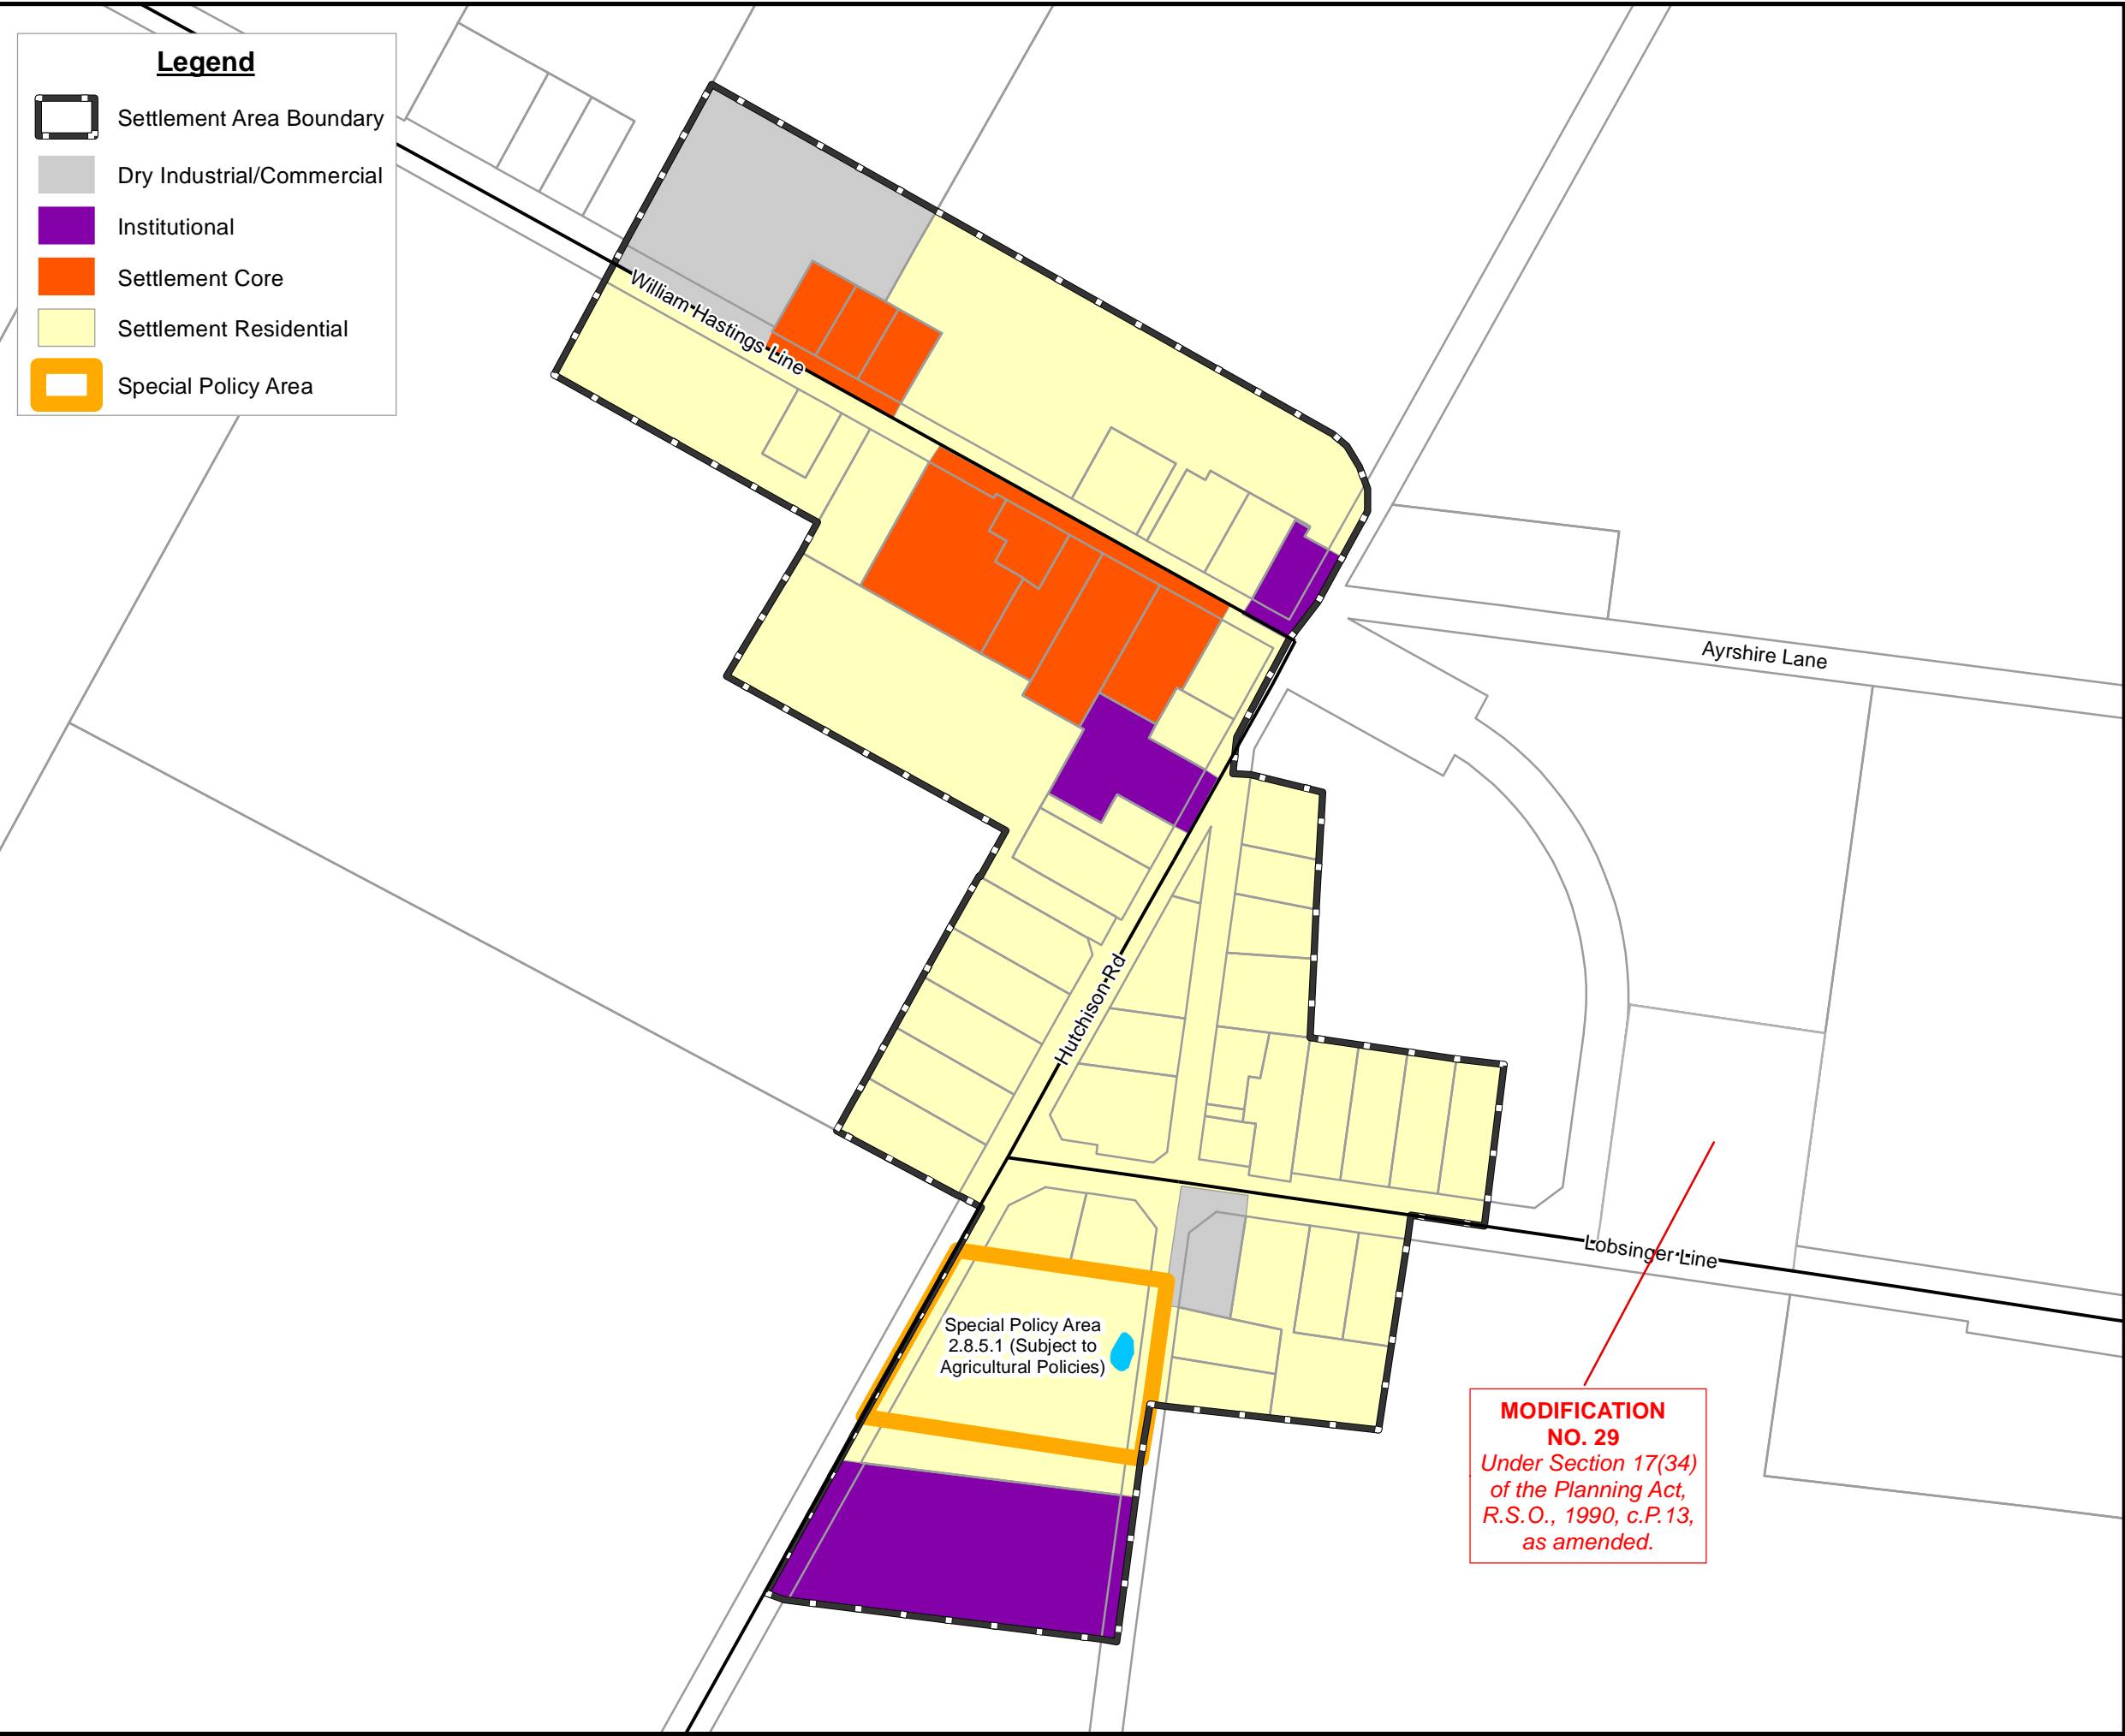 Legend
Settlement Area Boundary
Dry Industrial/Commercial
Institutional
Settlement Core
Settlement Residential
Special Policy Area
William Hastings Line
Ayrshire Lane
Hutchison Rd
Lobsinger Line
Special Policy Area
2.8.5.1 (Subject to
Agricultural Policies)
MODIFICATION
NO. 29
Under Section 17(34)
of the Planning Act,
R.S.O., 1990, c.P.13,
as amended.